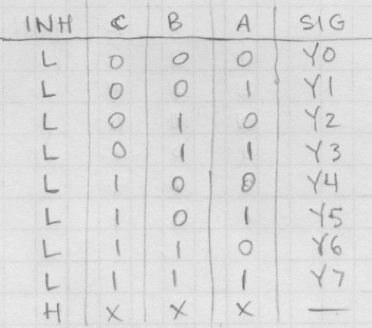 INH C B A SIG
L 0 0 0 Y0
L 0 0 1 Y1
L 0 1 0 Y2
L 0 1 1 Y3
L 1 0 0 Y4
L 1 0 1 Y5
L 1 1 0 Y6
L 1 1 1 Y7
H X X X —